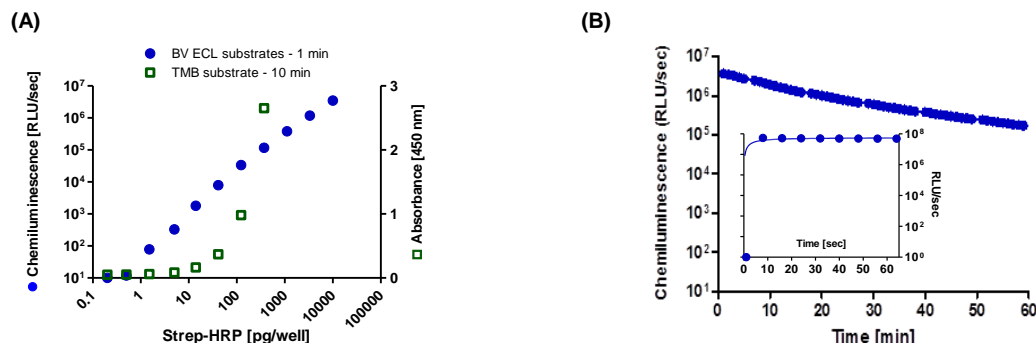 (A)
BV ECL substrates - 1 min
TMB substrate - 10 min
Chemiluminescence [RLU/sec]
10⁷
10⁶
10⁵
10⁴
10³
10²
10¹
3
2
1
0
Absorbance [450 nm]
0.1
1
10
100
1000
10000
100000
Strep-HRP [pg/well]
(B)
Chemiluminescence (RLU/sec)
10⁷
10⁶
10⁵
10⁴
10³
10²
10¹
10⁸
10⁶
10⁴
10²
10⁰
RLU/sec
Time [sec]
0 10 20 30 40 50 60
0 10 20 30 40 50 60
Time [min]